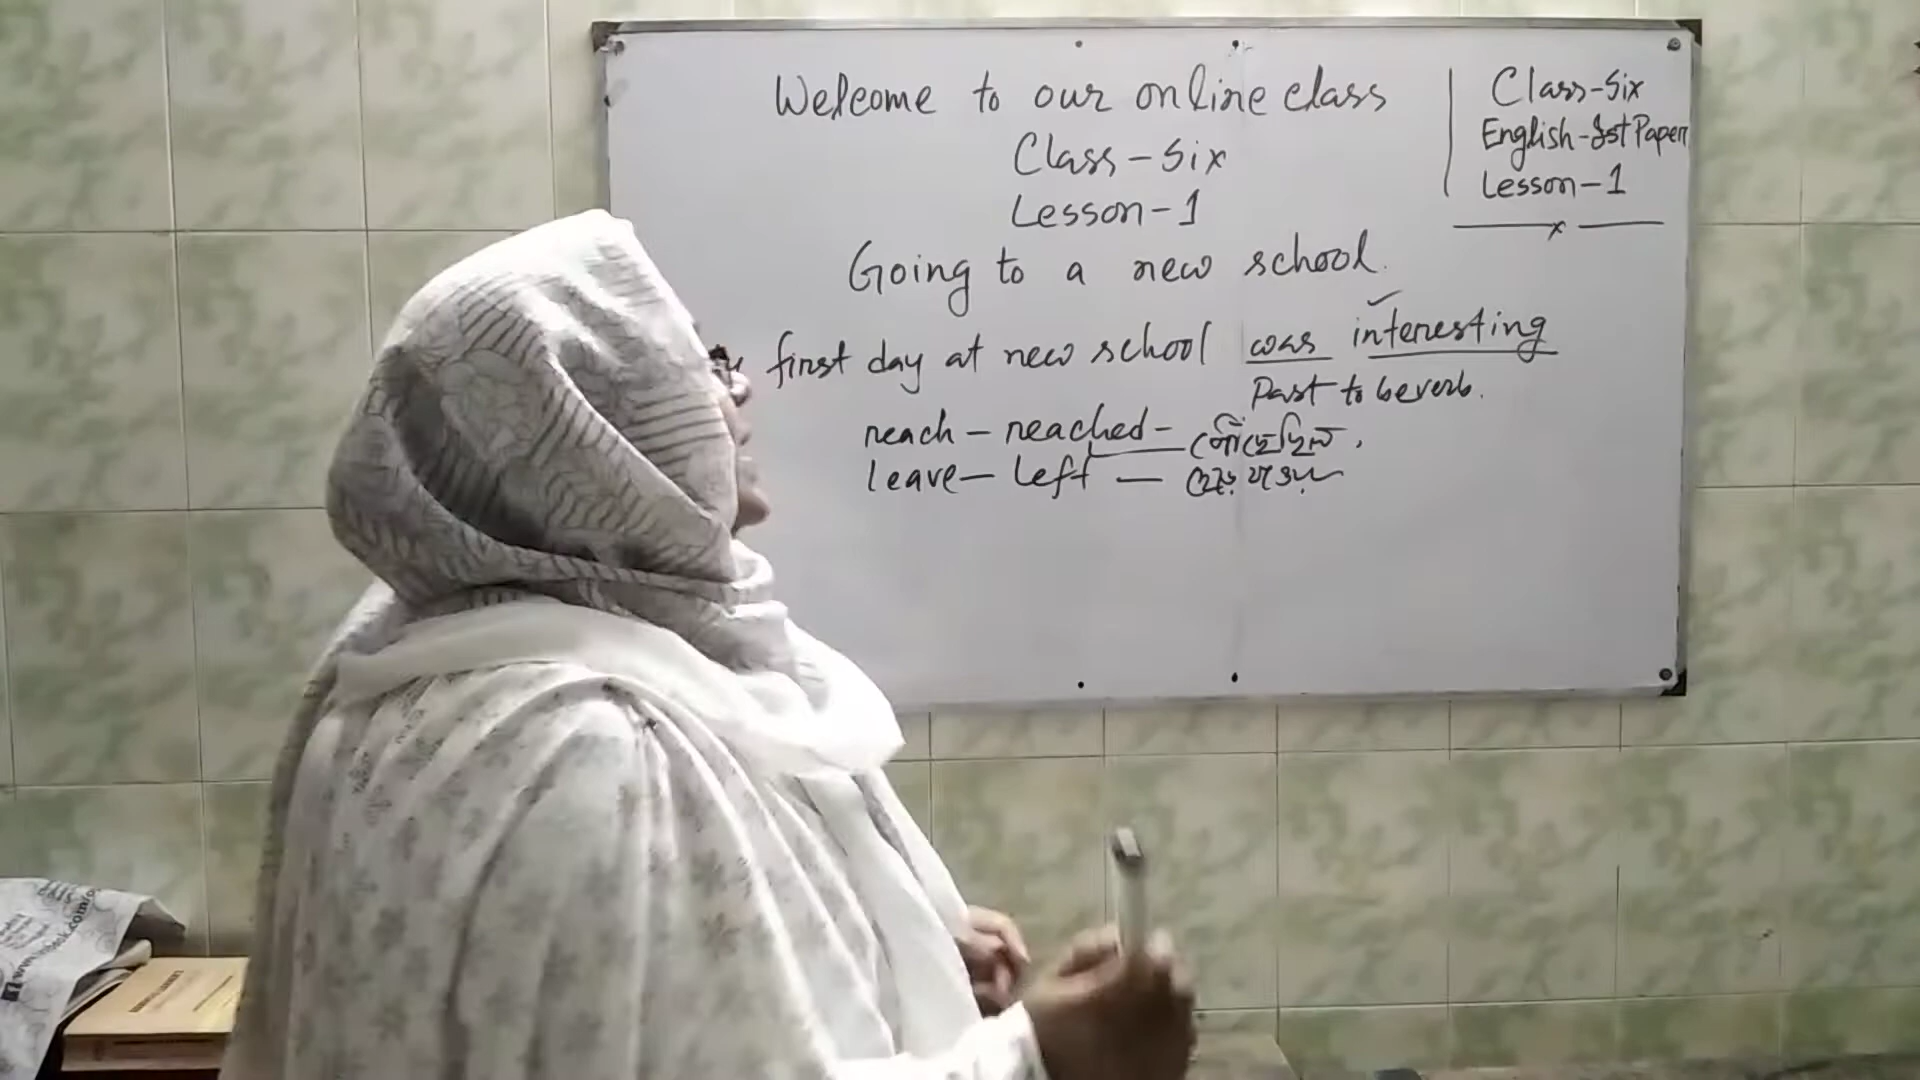 Welcome to our online class
Class-Six
Lesson-1
Going to a new school.
first day at new school was interesting
Past to be verb.
reach - reached -
leave - left -
Class-Six
English-1st Paper
Lesson-1